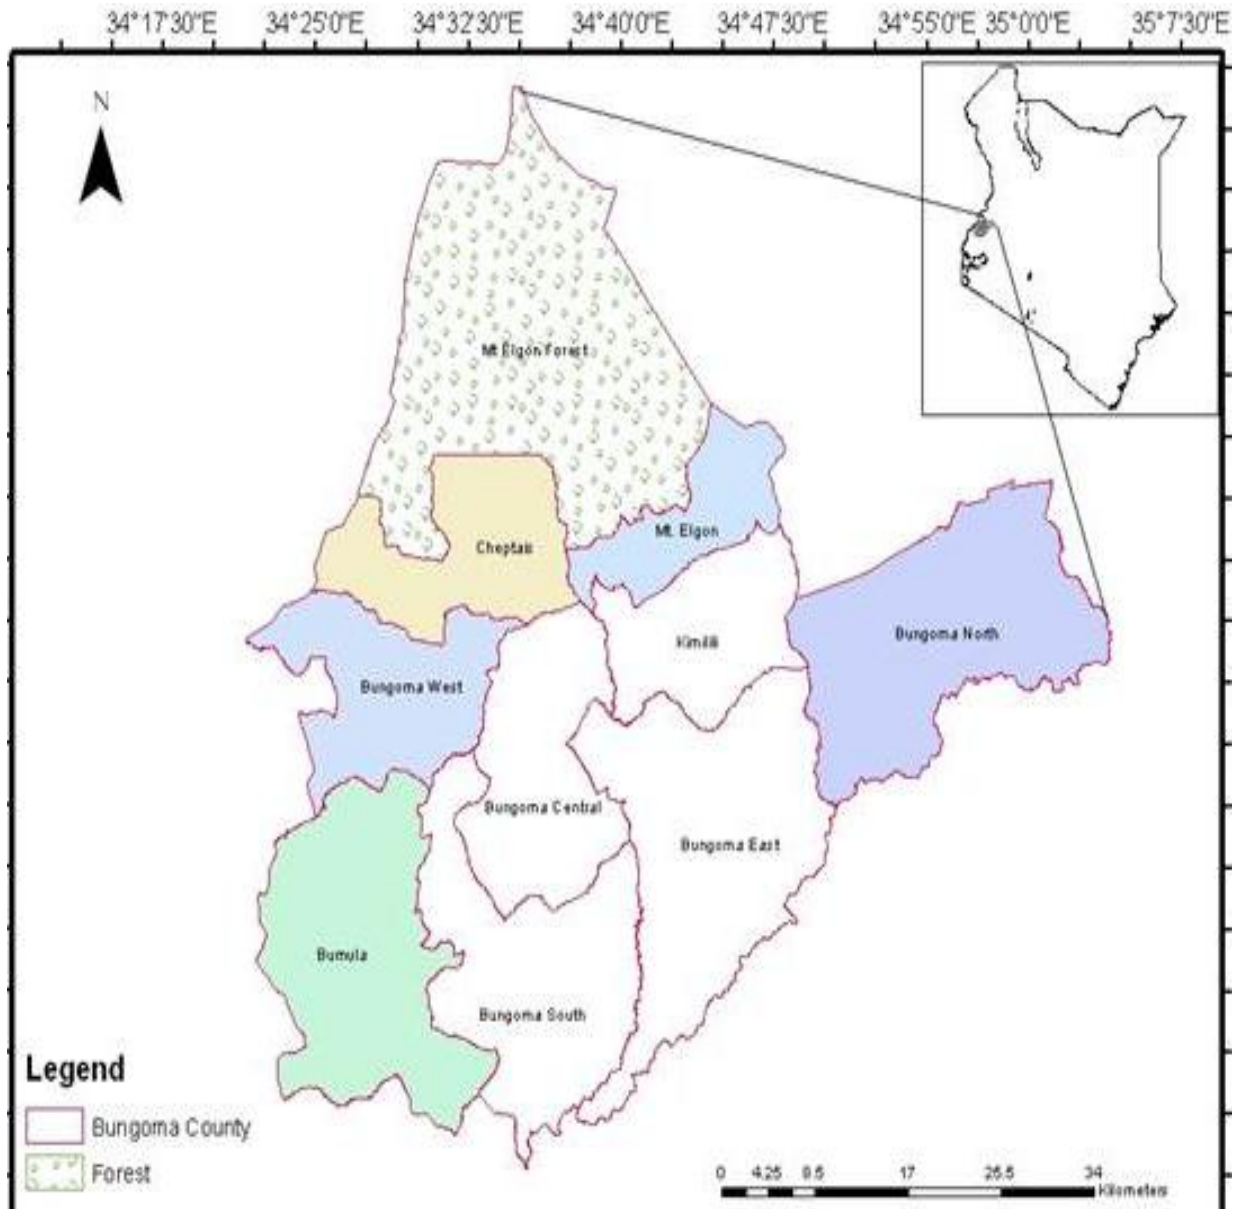 34°17'30"E 34°25'0"E 34°32'30"E 34°40'0"E 34°47'30"E 34°55'0"E 35°0'0"E 35°7'30"E
N
Mt Elgon Forest
Cheptais
Mt. Elgon
Kimilili
Bungoma North
Bungoma West
Bungoma Central
Bungoma East
Bumula
Bungoma South
Legend
Bungoma County
Forest
0 4.25 8.5 17 25.5 34
Kilometers